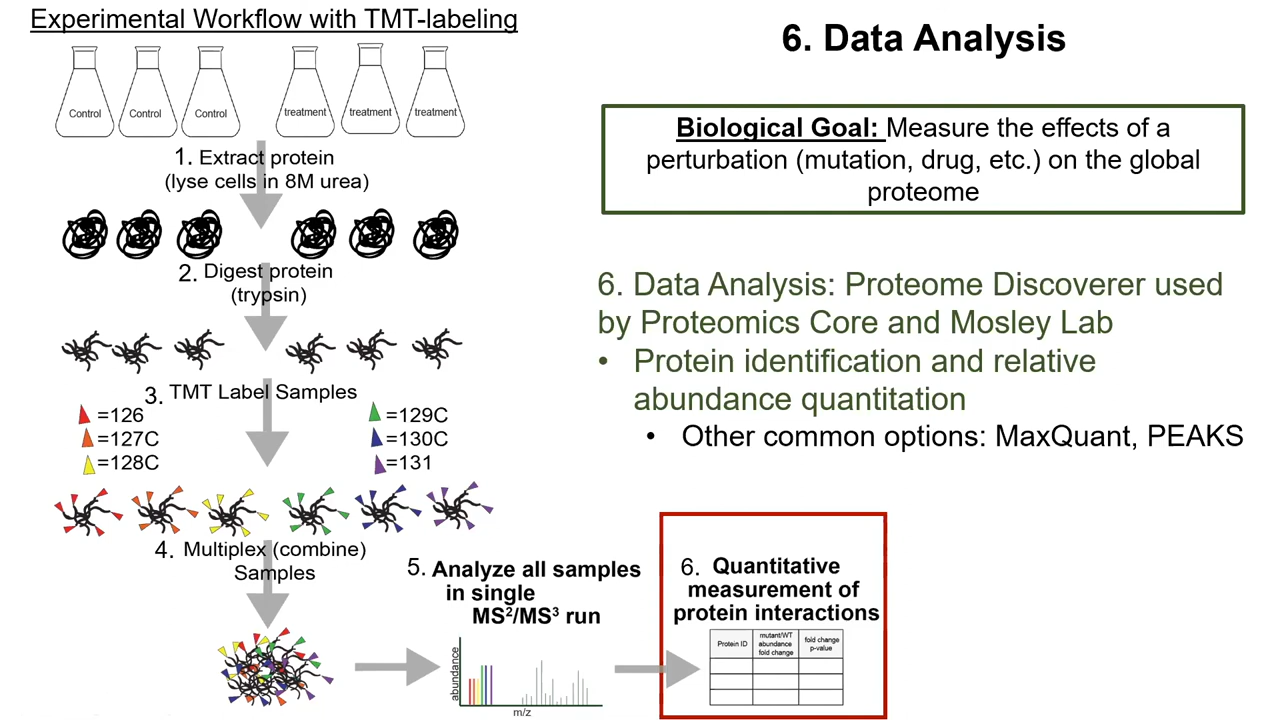 Experimental Workflow with TMT-labeling
Control
Control
Control
treatment
treatment
treatment
1. Extract protein
(lyse cells in 8M urea)
2. Digest protein
(trypsin)
3. TMT Label Samples
=126
=127C
=128C
=129C
=130C
=131
4. Multiplex (combine)
Samples
5. Analyze all samples
in single
MS²/MS³ run
abundance
m/z
6. Quantitative
measurement of
protein interactions
Protein ID
mutant/WT
abundance
fold change
fold change
p-value
6. Data Analysis
Biological Goal: Measure the effects of a
perturbation (mutation, drug, etc.) on the global
proteome
6. Data Analysis: Proteome Discoverer used
by Proteomics Core and Mosley Lab
• Protein identification and relative
abundance quantitation
• Other common options: MaxQuant, PEAKS